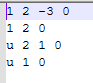 1 2 -3 0
1 2 0
u 2 1 0
u 1 0